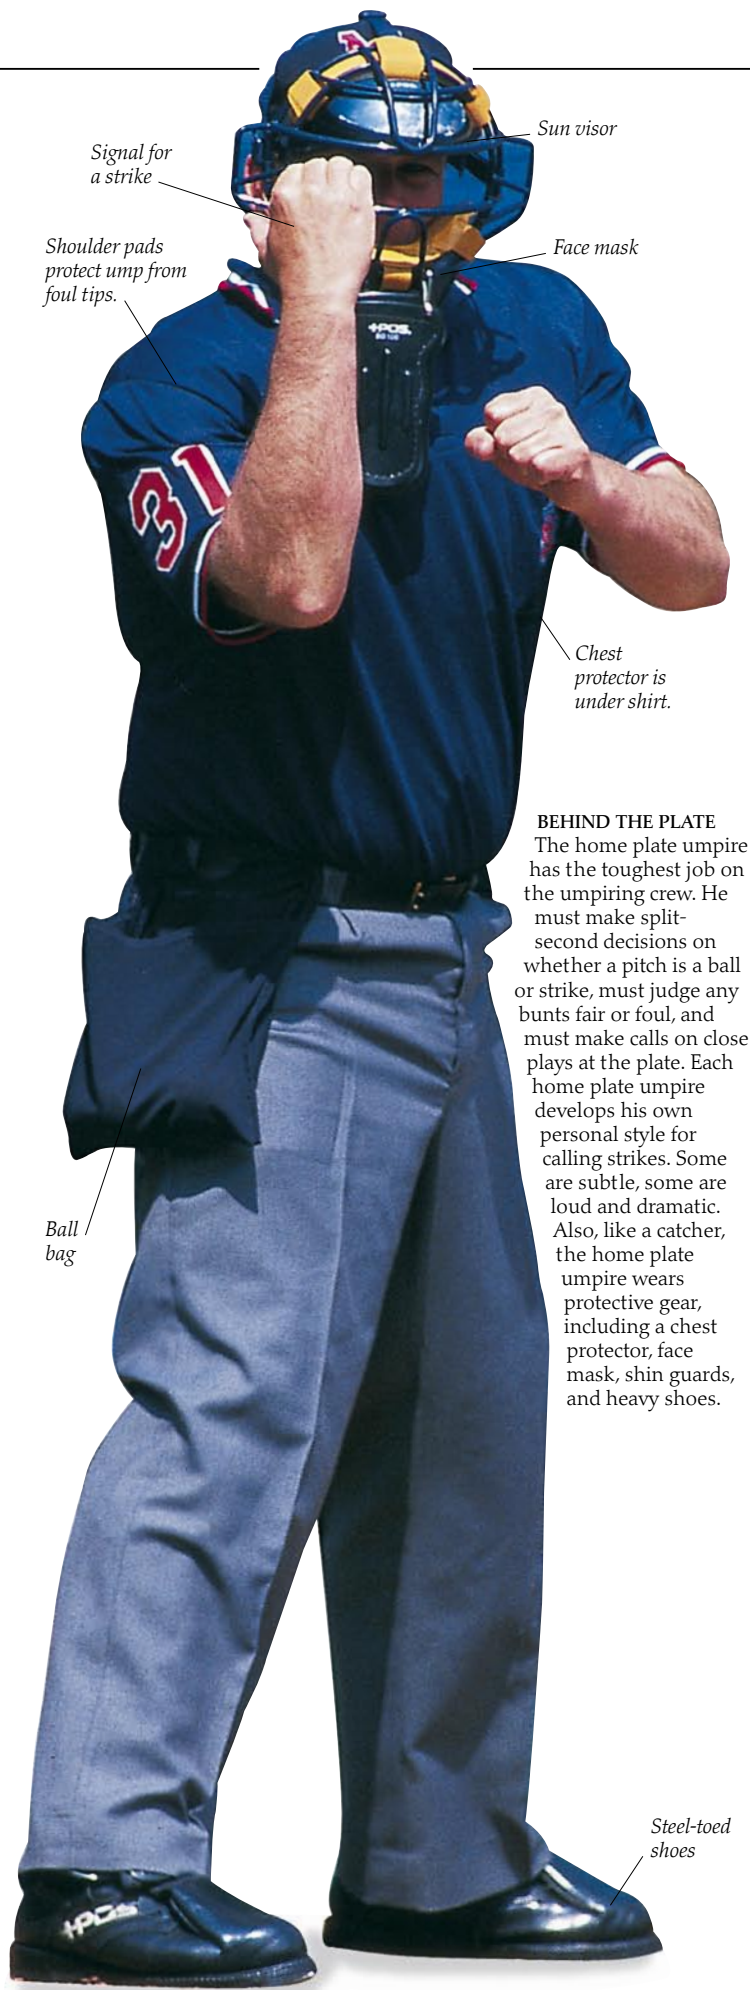 Sun visor
Signal for
a strike
Shoulder pads
protect ump from
foul tips.
Face mask
+POS.
31
Chest
protector is
under shirt.
BEHIND THE PLATE
The home plate umpire
has the toughest job on
the umpiring crew. He
must make split-
second decisions on
whether a pitch is a ball
or strike, must judge any
bunts fair or foul, and
must make calls on close
plays at the plate. Each
home plate umpire
develops his own
personal style for
calling strikes. Some
are subtle, some are
loud and dramatic.
Also, like a catcher,
the home plate
umpire wears
protective gear,
including a chest
protector, face
mask, shin guards,
and heavy shoes.
Ball
bag
Steel-toed
shoes
+POS